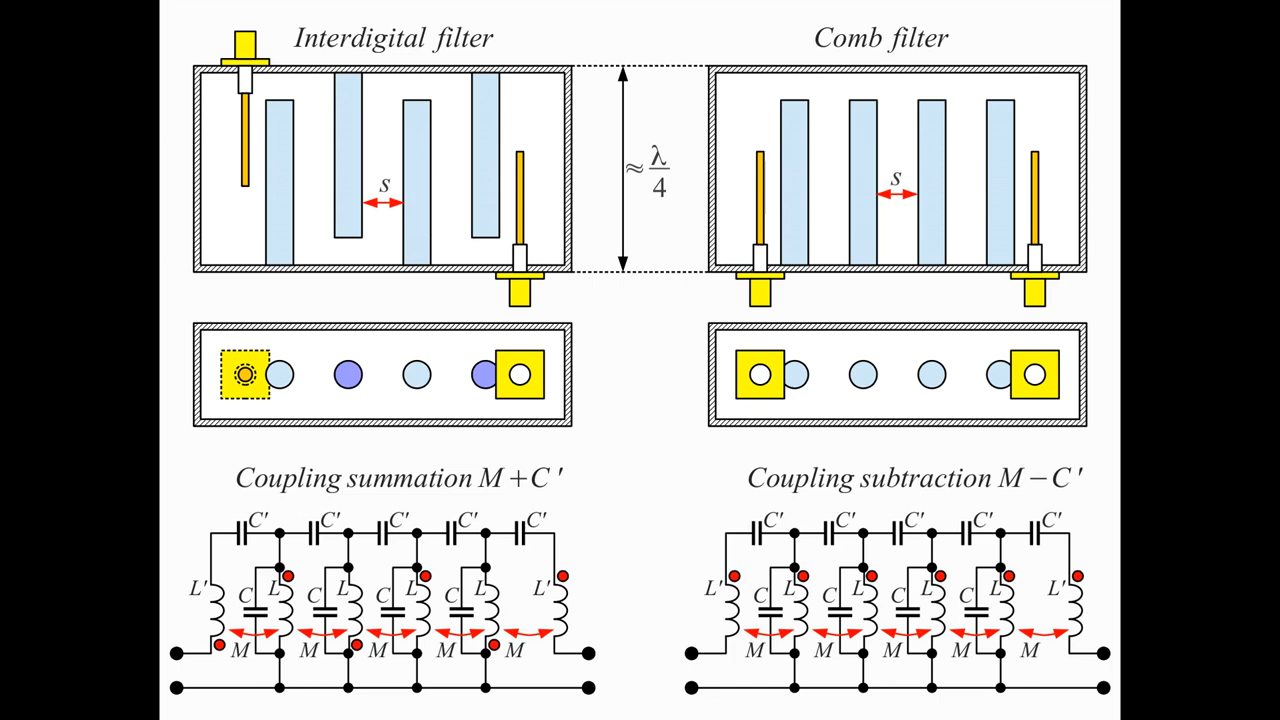 Interdigital filter
Comb filter
s
≈ λ/4
s
Coupling summation M+C'
Coupling subtraction M−C'
C' C' C' C' C'
C' C' C' C' C'
L' C L C L C L C L L'
L' C L C L C L C L L'
M M M M M
M M M M M